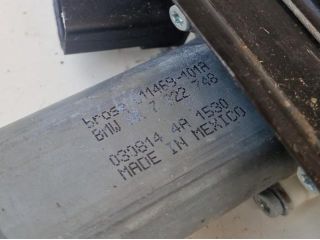 brose 11469-101A
BMW 7 22 748
030814 4A 1530
MADE IN MEXICO